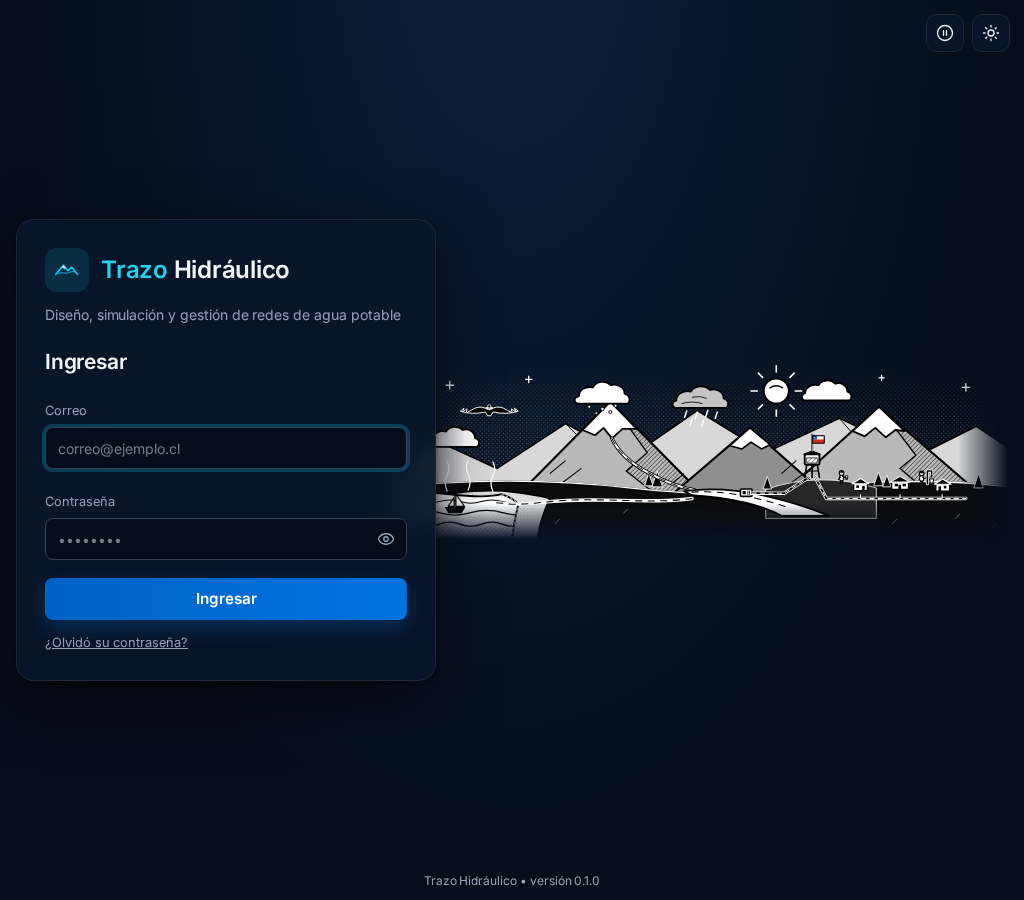 Trazo Hidráulico
Diseño, simulación y gestión de redes de agua potable
Ingresar
Correo
correo@ejemplo.cl
Contraseña
••••••••
Ingresar
¿Olvidó su contraseña?
Trazo Hidráulico • versión 0.1.0